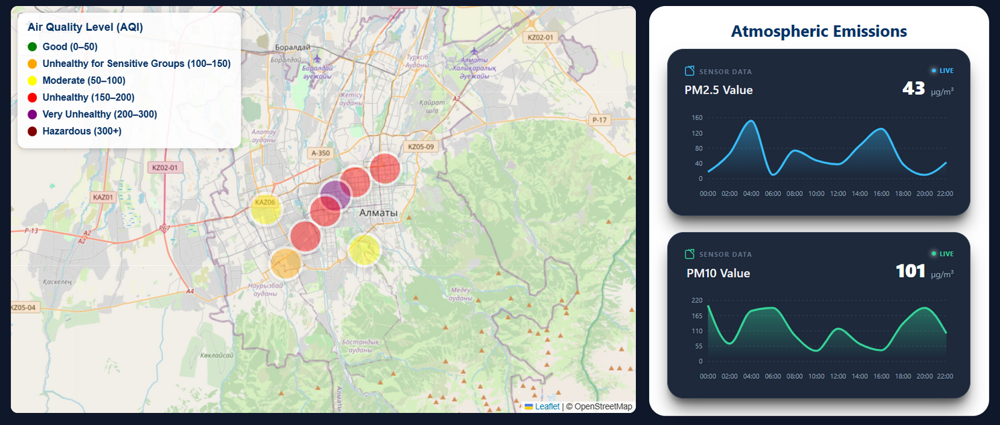 Air Quality Level (AQI)
Good (0–50)
Unhealthy for Sensitive Groups (100–150)
Moderate (50–100)
Unhealthy (150–200)
Very Unhealthy (200–300)
Hazardous (300+)
Боралдай
Боралдай
Боралдай
әуежайы
Түрксіб
Ауданы
Алматы
Халықаралық
Әуежайы
KZ02-01
Жетісу
ауданы
Қайрат
ш/а
A2
P-17
Алатау
ауданы
A-350
KZ05-09
KZ02-01
KAZ01
KAZ06
Алматы
P-13
A2
A2
P67
Қаскелең
A4
Наурызбай
ауданы
Медеу
ауданы
KZ05-04
Көклайсай
Бостандық
ауданы
Алматы
Leaflet | © OpenStreetMap
Atmospheric Emissions
SENSOR DATA
LIVE
PM2.5 Value
43 µg/m³
160
120
80
40
0
00:00 02:00 04:00 06:00 08:00 10:00 12:00 14:00 16:00 18:00 20:00 22:00
SENSOR DATA
LIVE
PM10 Value
101 µg/m³
220
165
110
55
0
00:00 02:00 04:00 06:00 08:00 10:00 12:00 14:00 16:00 18:00 20:00 22:00